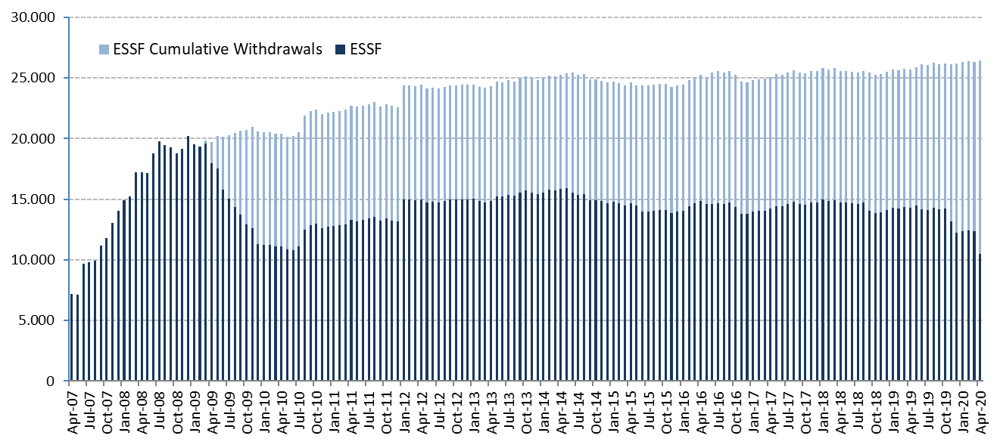 30.000
ESSF Cumulative Withdrawals ESSF
25.000
20.000
15.000
10.000
5.000
0
Apr-07
Jul-07
Oct-07
Jan-08
Apr-08
Jul-08
Oct-08
Jan-09
Apr-09
Jul-09
Oct-09
Jan-10
Apr-10
Jul-10
Oct-10
Jan-11
Apr-11
Jul-11
Oct-11
Jan-12
Apr-12
Jul-12
Oct-12
Jan-13
Apr-13
Jul-13
Oct-13
Jan-14
Apr-14
Jul-14
Oct-14
Jan-15
Apr-15
Jul-15
Oct-15
Jan-16
Apr-16
Jul-16
Oct-16
Jan-17
Apr-17
Jul-17
Oct-17
Jan-18
Apr-18
Jul-18
Oct-18
Jan-19
Apr-19
Jul-19
Oct-19
Jan-20
Apr-20